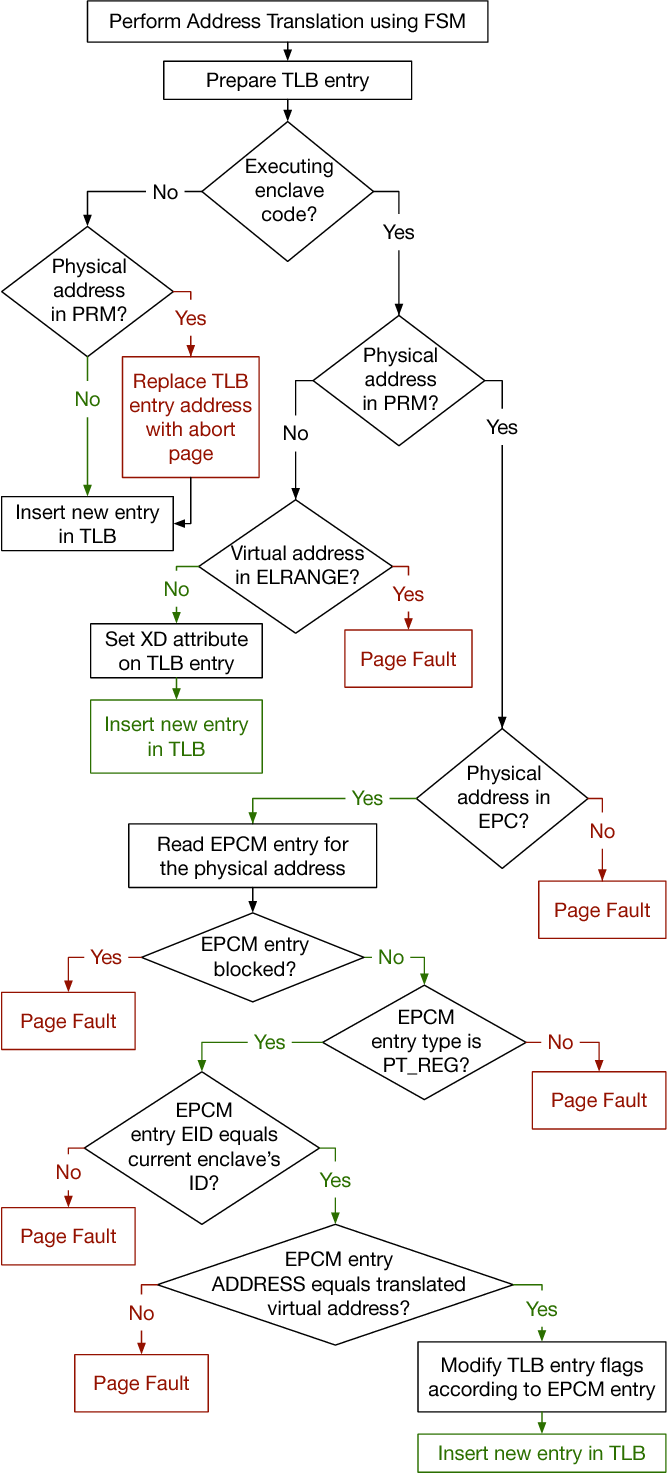 Perform Address Translation using FSM
Prepare TLB entry
Executing
enclave
code?
No
Yes
Physical
address
in PRM?
Yes
No
Replace TLB
entry address
with abort
page
Insert new entry
in TLB
Physical
address
in PRM?
No
Yes
Virtual address
in ELRANGE?
No
Yes
Set XD attribute
on TLB entry
Page Fault
Insert new entry
in TLB
Physical
address in
EPC?
Yes
No
Read EPCM entry for
the physical address
Page Fault
EPCM entry
blocked?
Yes
No
Page Fault
EPCM
entry type is
PT_REG?
Yes
No
Page Fault
EPCM
entry EID equals
current enclave's
ID?
No
Yes
Page Fault
EPCM entry
ADDRESS equals translated
virtual address?
No
Yes
Page Fault
Modify TLB entry flags
according to EPCM entry
Insert new entry in TLB